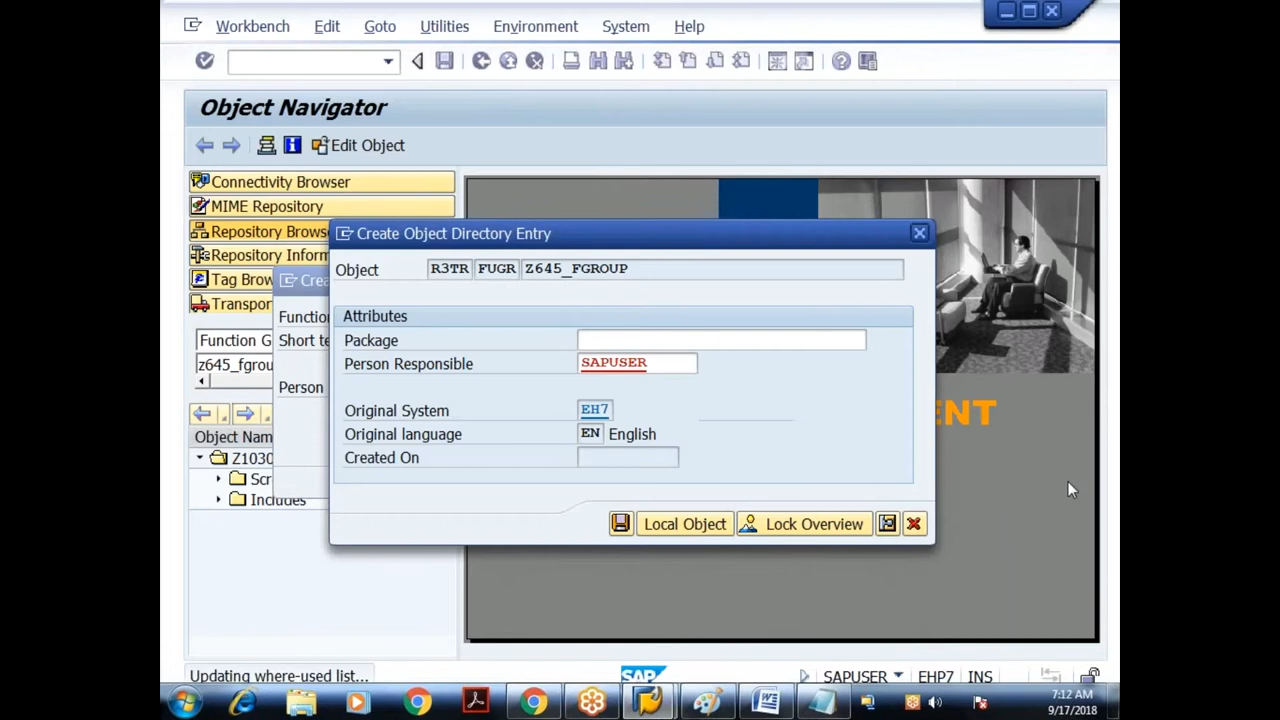 Workbench Edit Goto Utilities Environment System Help
Object Navigator
Edit Object
Connectivity Browser
MIME Repository
Repository Brows
Repository Inform
Tag Brow
Transpor
Function G
z645_fgrou
Object Nam
Z1030
Scr
Includes
Crea
Function
Short te
Person
Create Object Directory Entry
Object R3TR FUGR Z645_FGROUP
Attributes
Package
Person Responsible SAPUSER
Original System EH7
Original language EN English
Created On
Local Object Lock Overview
ENT
Updating where-used list...
SAP SAPUSER EHP7 INS
7:12 AM
9/17/2018